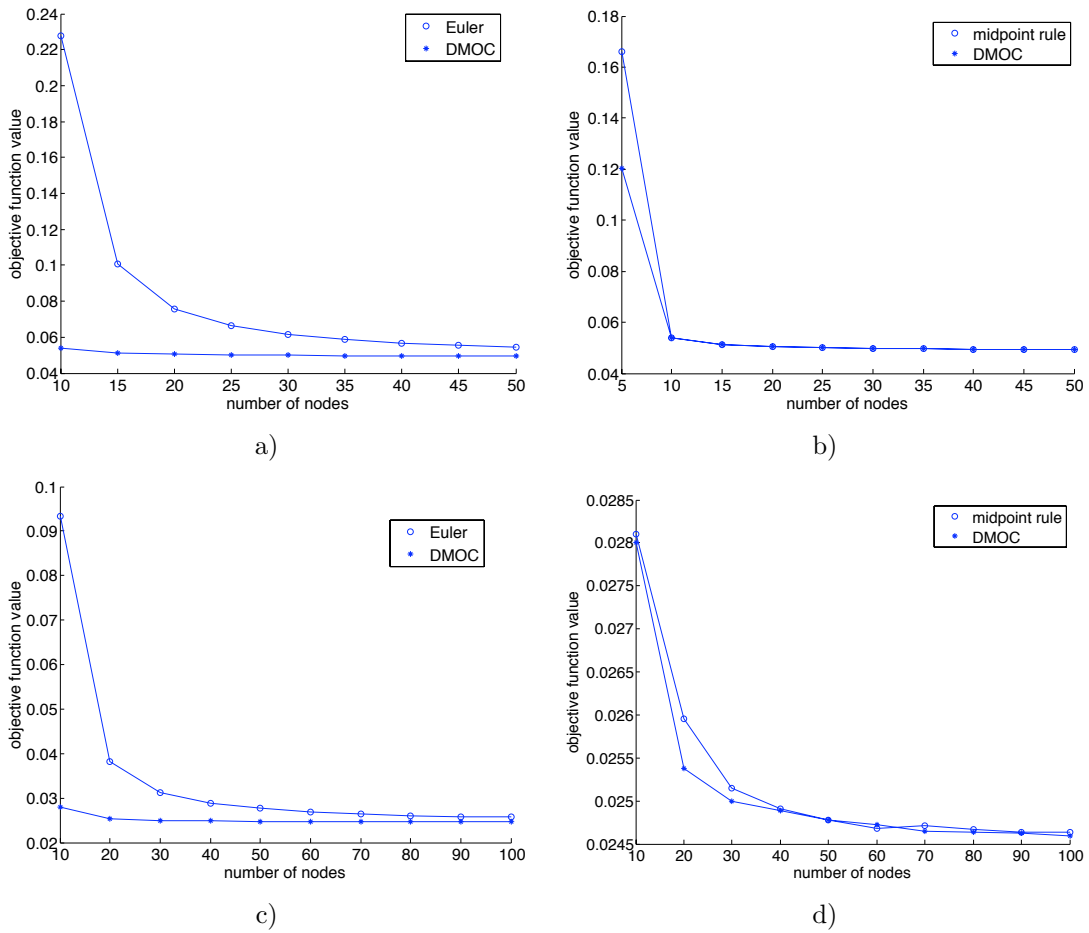 0.24
0.22
0.2
0.18
0.16
0.14
0.12
0.1
0.08
0.06
0.04
objective function value
10 15 20 25 30 35 40 45 50
number of nodes
Euler
DMOC
a)
0.18
0.16
0.14
0.12
0.1
0.08
0.06
0.04
objective function value
5 10 15 20 25 30 35 40 45 50
number of nodes
midpoint rule
DMOC
b)
0.1
0.09
0.08
0.07
0.06
0.05
0.04
0.03
0.02
objective function value
10 20 30 40 50 60 70 80 90 100
number of nodes
Euler
DMOC
c)
0.0285
0.028
0.0275
0.027
0.0265
0.026
0.0255
0.025
0.0245
objective function value
10 20 30 40 50 60 70 80 90 100
number of nodes
midpoint rule
DMOC
d)